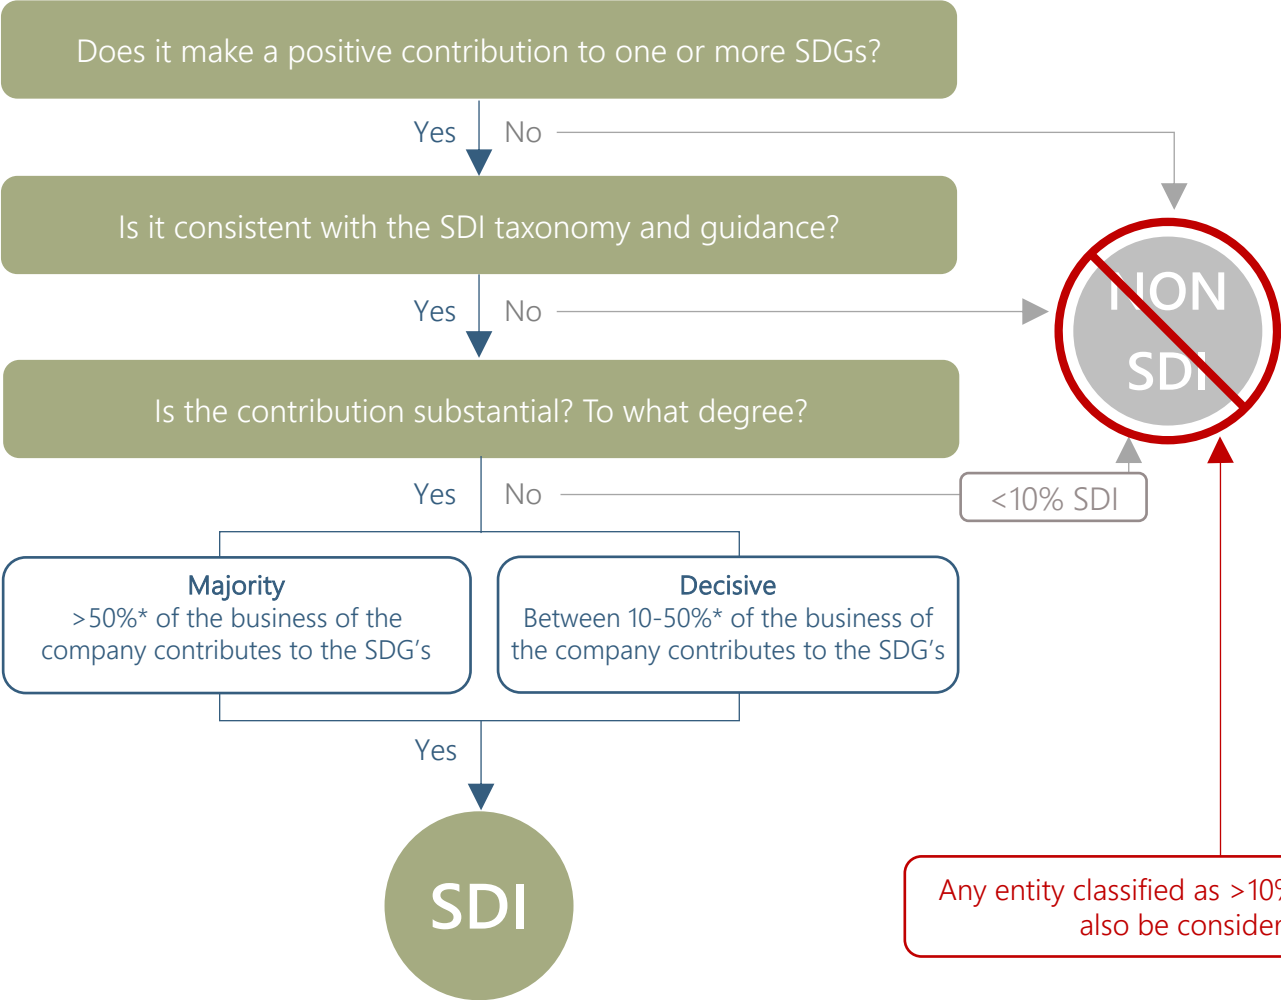 Does it make a positive contribution to one or more SDGs?
Yes No
Is it consistent with the SDI taxonomy and guidance?
Yes No
NON
SDI
Is the contribution substantial? To what degree?
Yes No
<10% SDI
Majority
>50%* of the business of the
company contributes to the SDG’s
Decisive
Between 10-50%* of the business of
the company contributes to the SDG’s
Yes
SDI
Any entity classified as >10%
also be